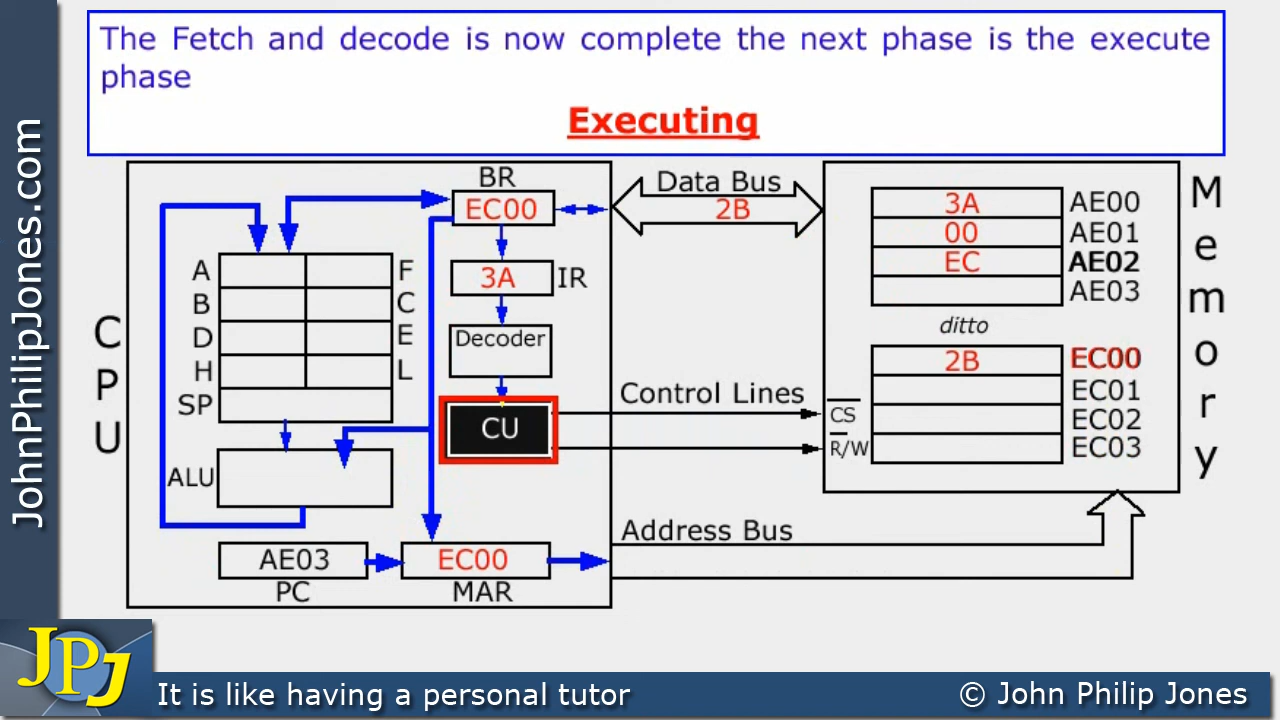 The Fetch and decode is now complete the next phase is the execute
phase
Executing
JohnPhilipJones.com
CPU
BR
EC00
3A
IR
Decoder
CU
A
F
B
C
D
E
H
L
SP
ALU
AE03
PC
EC00
MAR
Data Bus
2B
Control Lines
CS
R/W
Address Bus
3A AE00
00 AE01
EC AE02
AE03
ditto
2B EC00
EC01
EC02
EC03
Memory
JPJ
It is like having a personal tutor
© John Philip Jones